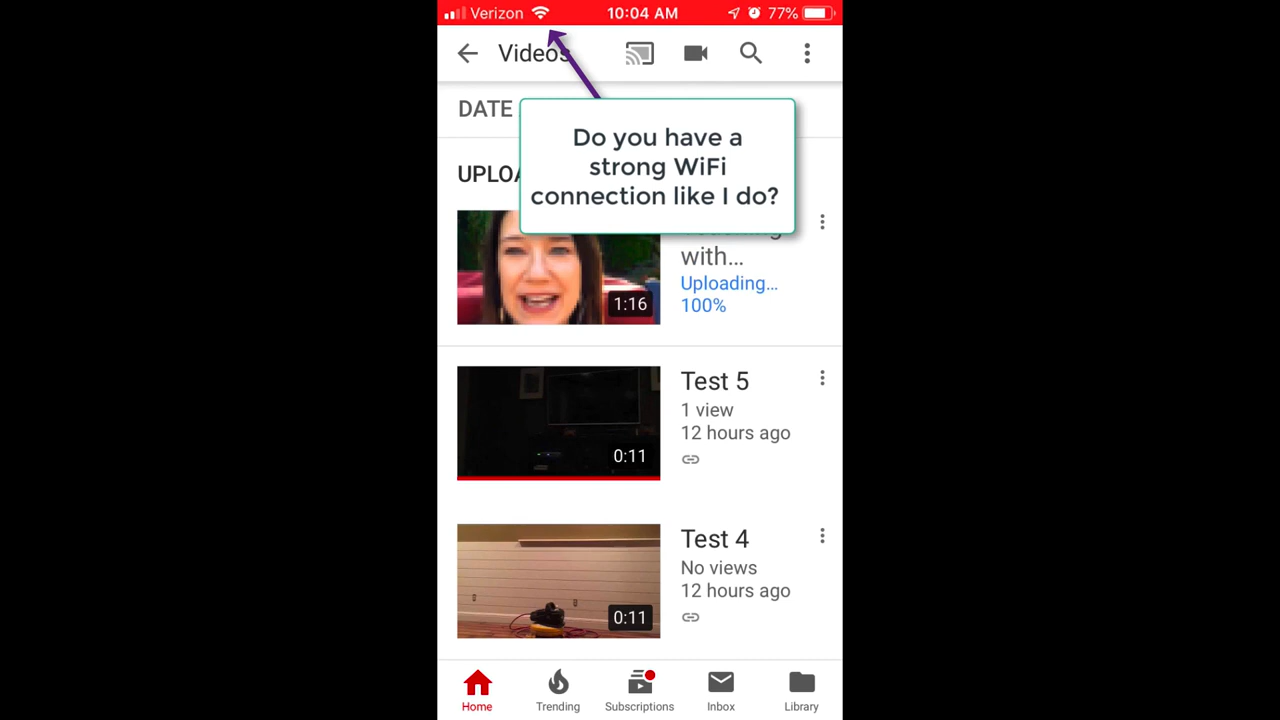 Verizon 10:04 AM 77%
Videos
DATE
Do you have a
strong WiFi
connection like I do?
with...
Uploading...
100%
1:16
Test 5
1 view
12 hours ago
0:11
Test 4
No views
12 hours ago
0:11
Home Trending Subscriptions Inbox Library